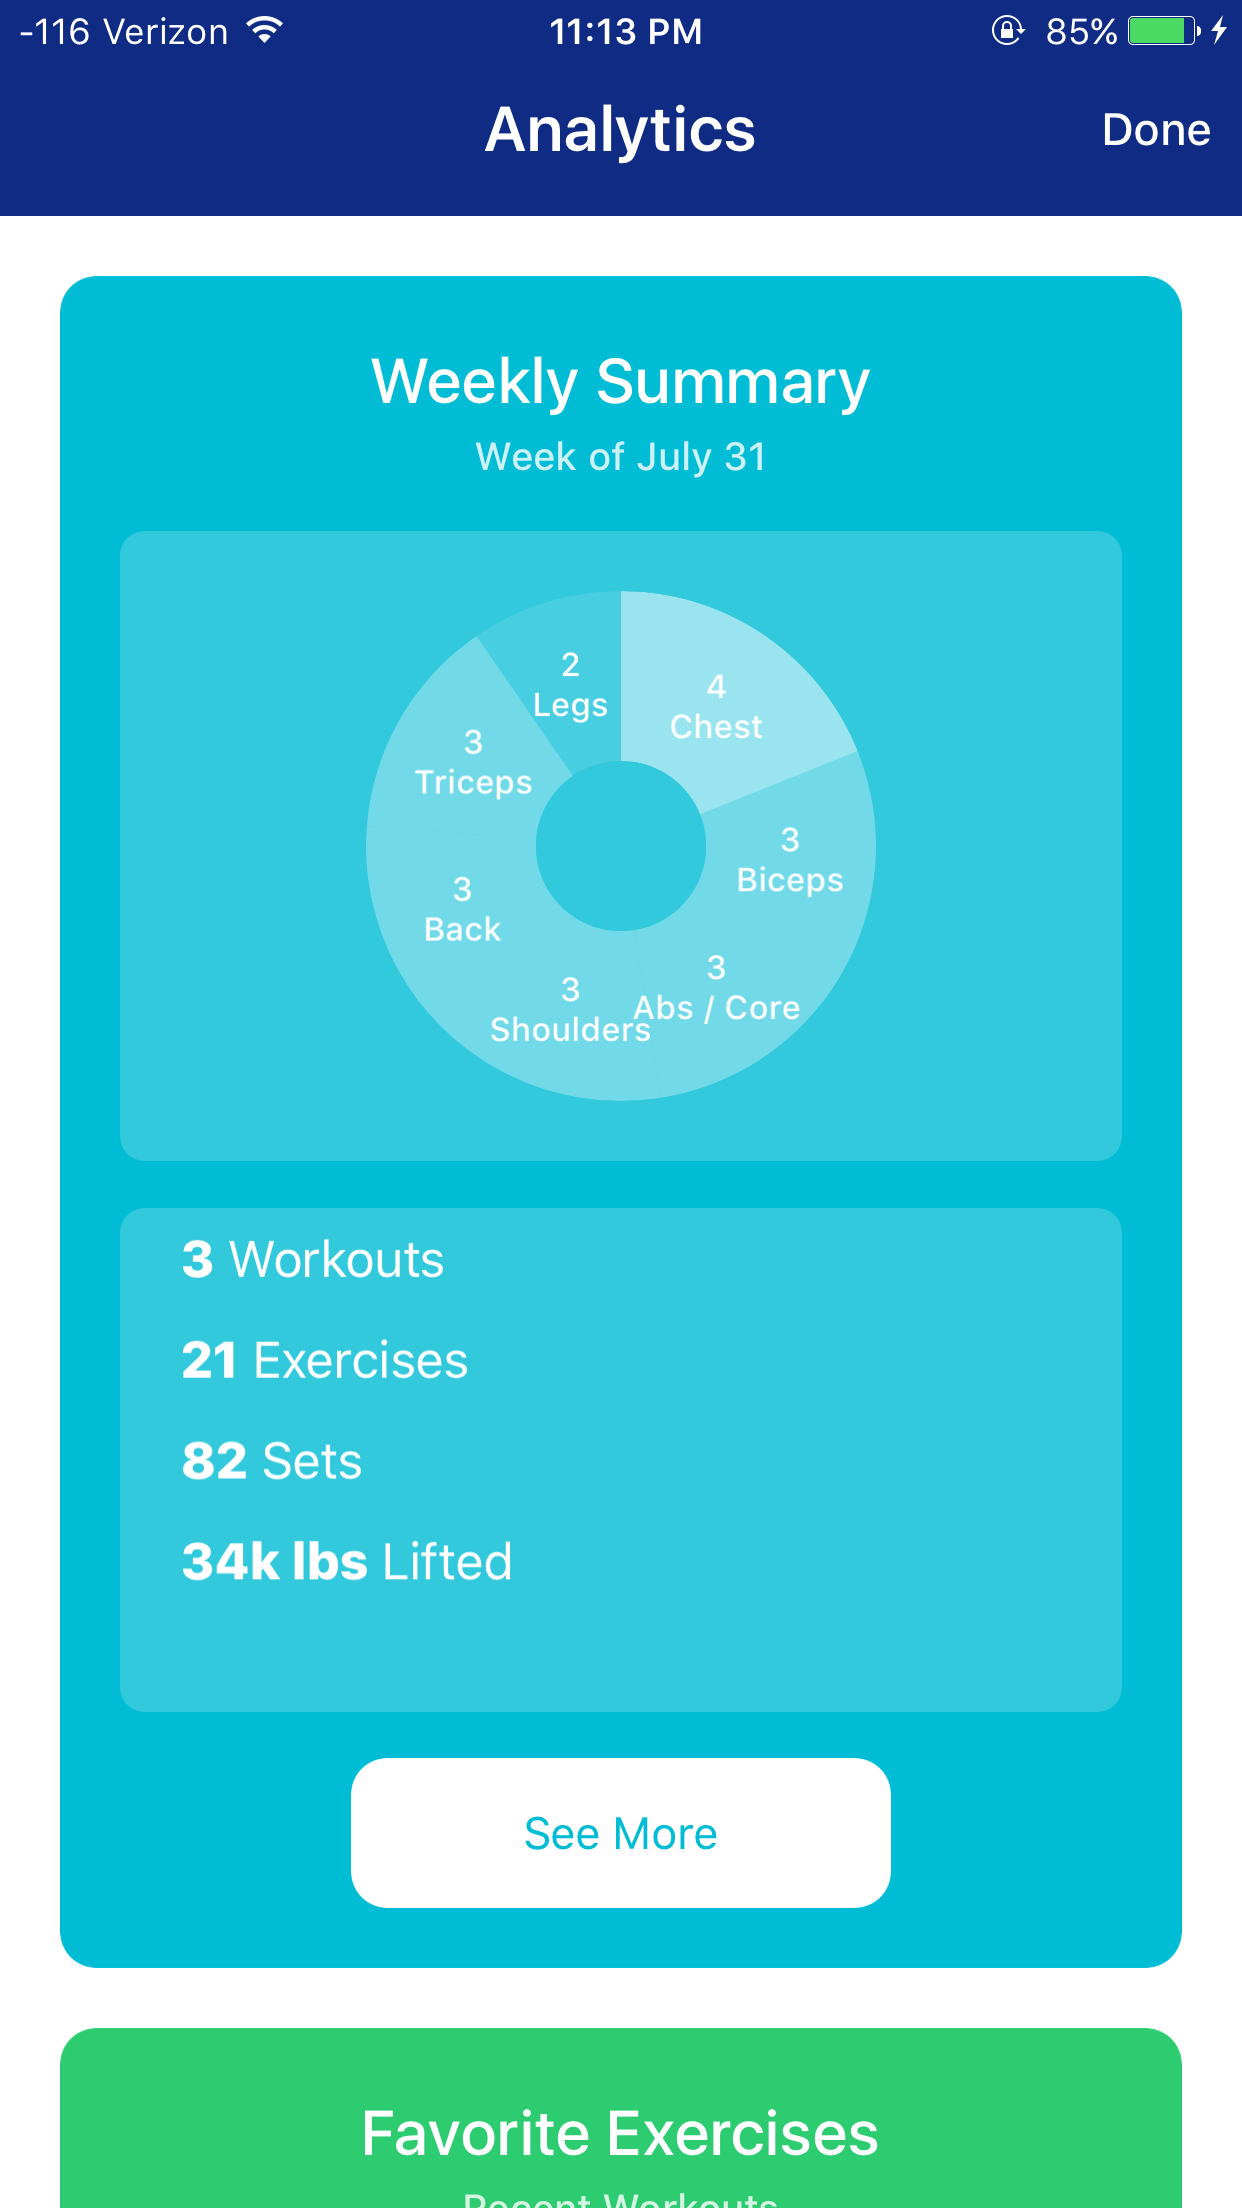 -116 Verizon 11:13 PM 85%
Analytics Done
Weekly Summary
Week of July 31
2
Legs
4
Chest
3
Triceps
3
Biceps
3
Back
3
Abs / Core
3
Shoulders
3 Workouts
21 Exercises
82 Sets
34k lbs Lifted
See More
Favorite Exercises
Recent Workouts